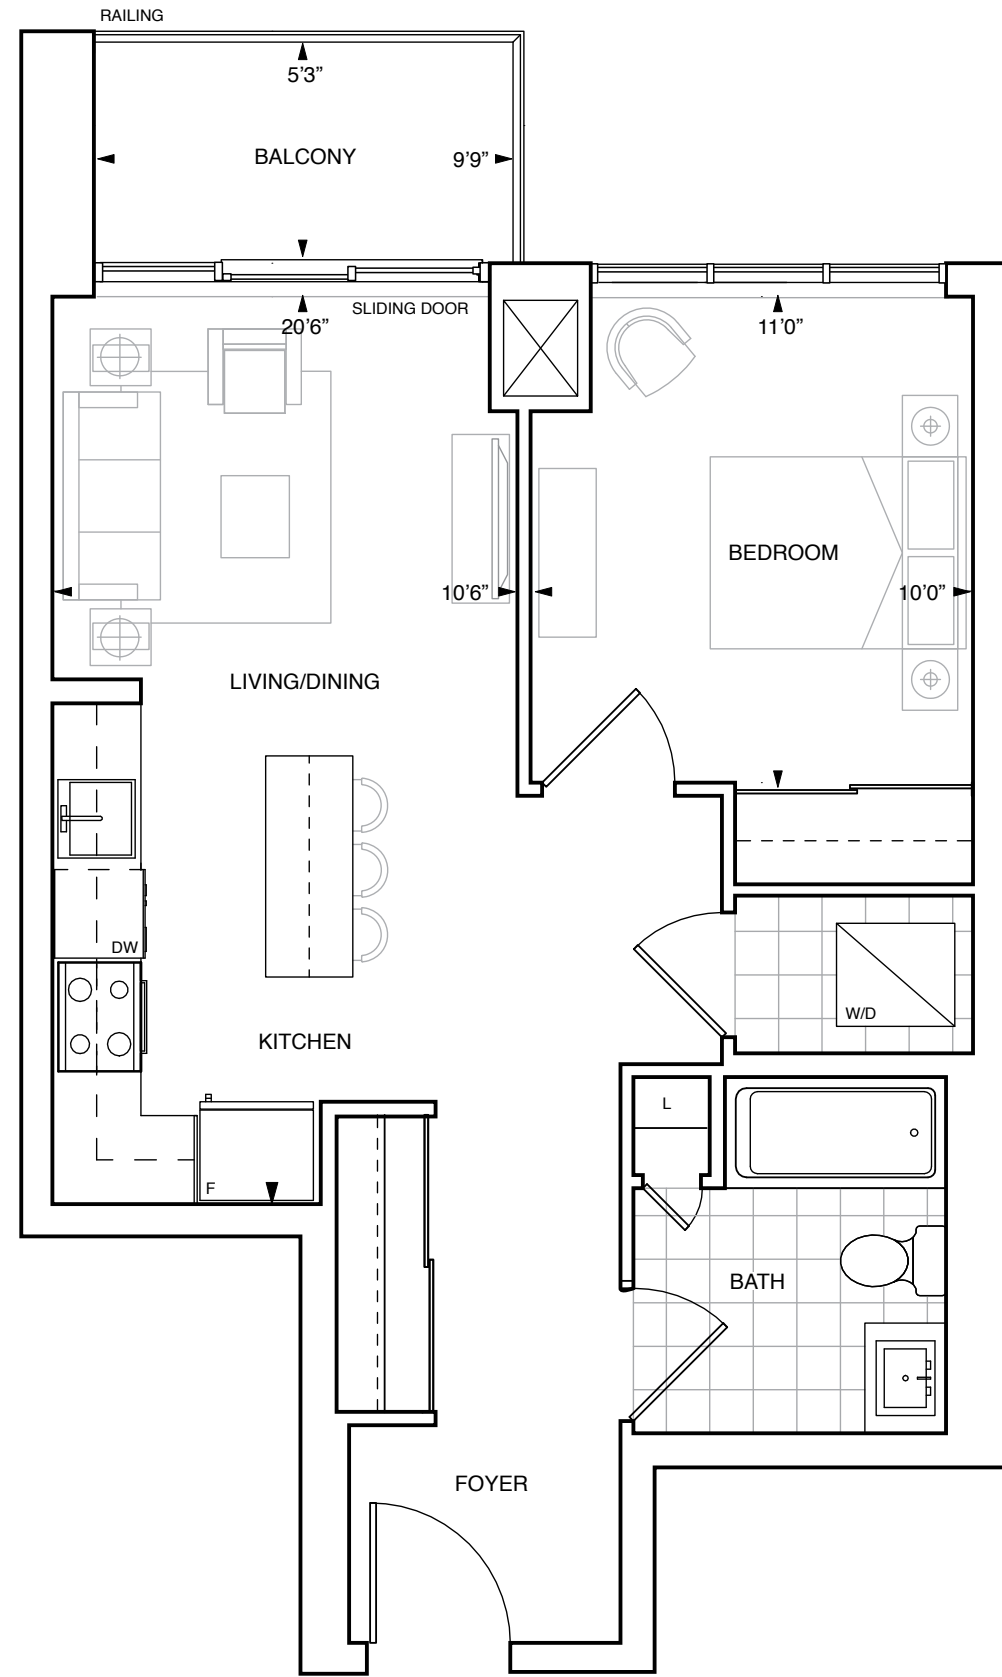 RAILING
5’3”
BALCONY
9’9”
SLIDING DOOR
20’6”
11’0”
BEDROOM
10’6”
10’0”
LIVING/DINING
DW
W/D
KITCHEN
L
F
BATH
FOYER